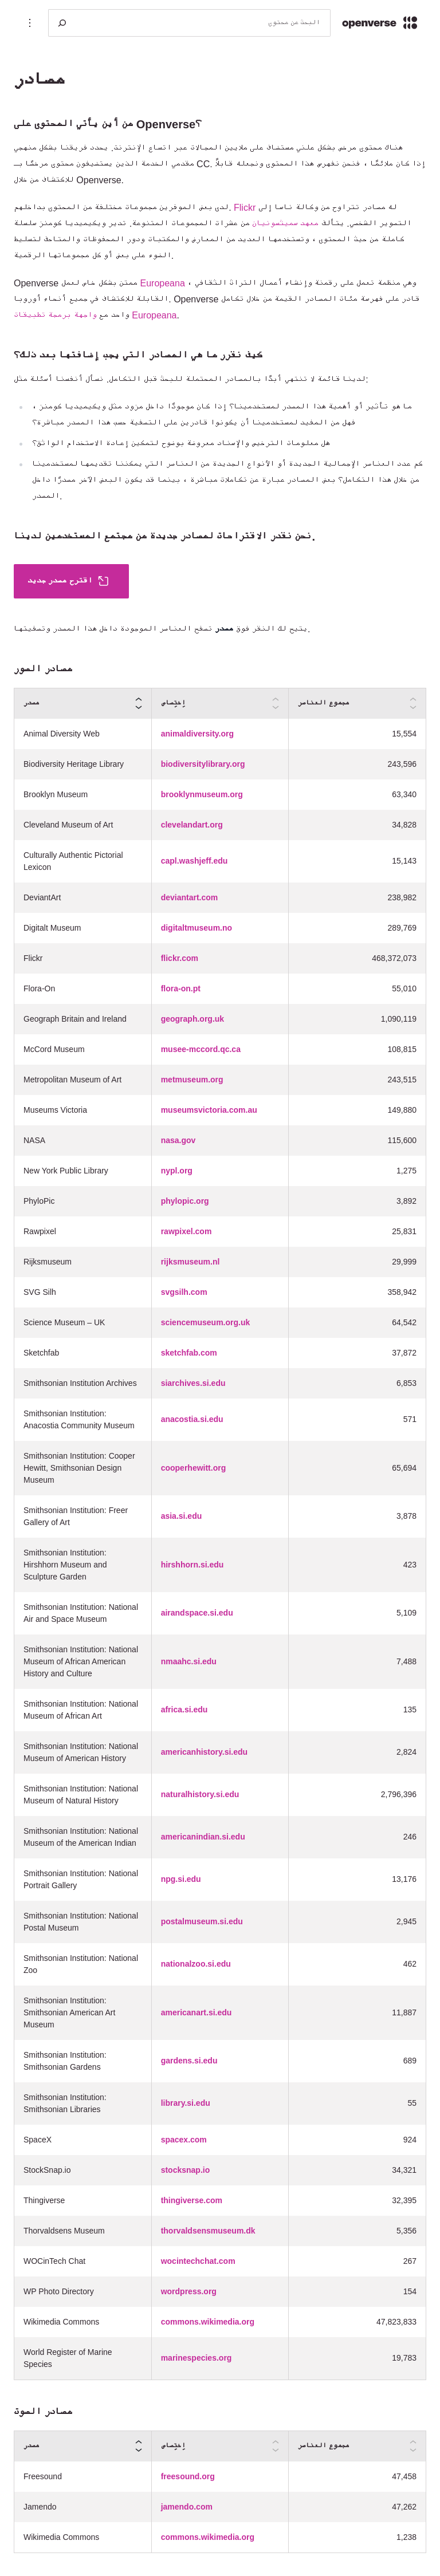 openverse
البحث عن محتوى
مصادر
من أين يأتي المحتوى على Openverse؟
هناك محتوى مرخص بشكل علني مستضاف على ملايين المجالات عبر اتساع الإنترنت. يحدد فريقنا بشكل منهجي
مقدمي الخدمة الذين يستضيفون محتوى مرخصًا بـ CC. إذا كان ملائمًا ، فنحن نفهرس هذا المحتوى ونجعله قابلاً
للاكتشاف من خلال Openverse.
لدى بعض الموفرين مجموعات مختلفة من المحتوى بداخلهم. Flickr له مصادر تتراوح من وكالة ناسا إلى
التصوير الشخصي. يتألف معهد سميثسونيان من عشرات المجموعات المتنوعة. تدير ويكيميديا كومنز سلسلة
كاملة من حيث المحتوى ، وتستخدمها العديد من المعارض والمكتبات ودور المحفوظات والمتاحف لتسليط
الضوء على بعض أو كل مجموعاتها الرقمية.
Openverse ممتن بشكل خاص لعمل Europeana ، وهي منظمة تعمل على رقمنة وإنشاء أعمال التراث الثقافي
القابلة للاكتشاف في جميع أنحاء أوروبا. Openverse قادر على فهرسة مئات المصادر القيمة من خلال تكامل
واحد مع واجهة برمجة تطبيقات Europeana.
كيف نقرر ما هي المصادر التي يجب إضافتها بعد ذلك؟
لدينا قائمة لا تنتهي أبدًا بالمصادر المحتملة للبحث قبل التكامل. نسأل أنفسنا أسئلة مثل:
ما هو تأثير أو أهمية هذا المصدر لمستخدمينا؟ إذا كان موجودًا داخل مزود مثل ويكيميديا كومنز ،
فهل من المفيد لمستخدمينا أن يكونوا قادرين على التصفية حسب هذا المصدر مباشرة؟
هل معلومات الترخيص والإسناد معروضة بوضوح لتمكين إعادة الاستخدام الواثق؟
كم عدد العناصر الإجمالية الجديدة أو الأنواع الجديدة من العناصر التي يمكننا تقديمها لمستخدمينا
من خلال هذا التكامل؟ بعض المصادر عبارة عن تكاملات مباشرة ، بينما قد يكون البعض الآخر مصدرًا داخل
المصدر.
نحن نقدر الاقتراحات لمصادر جديدة من مجتمع المستخدمين لدينا.
اقترح مصدر جديد
يتيح لك النقر فوق مصدر تصفح العناصر الموجودة داخل هذا المصدر وتصفيتها.
مصادر الصور
مصدر إختصاص مجموع العناصر
Animal Diversity Web animaldiversity.org 15,554
Biodiversity Heritage Library biodiversitylibrary.org 243,596
Brooklyn Museum brooklynmuseum.org 63,340
Cleveland Museum of Art clevelandart.org 34,828
Culturally Authentic Pictorial
Lexicon capl.washjeff.edu 15,143
DeviantArt deviantart.com 238,982
Digitalt Museum digitaltmuseum.no 289,769
Flickr flickr.com 468,372,073
Flora-On flora-on.pt 55,010
Geograph Britain and Ireland geograph.org.uk 1,090,119
McCord Museum musee-mccord.qc.ca 108,815
Metropolitan Museum of Art metmuseum.org 243,515
Museums Victoria museumsvictoria.com.au 149,880
NASA nasa.gov 115,600
New York Public Library nypl.org 1,275
PhyloPic phylopic.org 3,892
Rawpixel rawpixel.com 25,831
Rijksmuseum rijksmuseum.nl 29,999
SVG Silh svgsilh.com 358,942
Science Museum – UK sciencemuseum.org.uk 64,542
Sketchfab sketchfab.com 37,872
Smithsonian Institution Archives siarchives.si.edu 6,853
Smithsonian Institution:
Anacostia Community Museum anacostia.si.edu 571
Smithsonian Institution: Cooper
Hewitt, Smithsonian Design
Museum cooperhewitt.org 65,694
Smithsonian Institution: Freer
Gallery of Art asia.si.edu 3,878
Smithsonian Institution:
Hirshhorn Museum and
Sculpture Garden hirshhorn.si.edu 423
Smithsonian Institution: National
Air and Space Museum airandspace.si.edu 5,109
Smithsonian Institution: National
Museum of African American
History and Culture nmaahc.si.edu 7,488
Smithsonian Institution: National
Museum of African Art africa.si.edu 135
Smithsonian Institution: National
Museum of American History americanhistory.si.edu 2,824
Smithsonian Institution: National
Museum of Natural History naturalhistory.si.edu 2,796,396
Smithsonian Institution: National
Museum of the American Indian americanindian.si.edu 246
Smithsonian Institution: National
Portrait Gallery npg.si.edu 13,176
Smithsonian Institution: National
Postal Museum postalmuseum.si.edu 2,945
Smithsonian Institution: National
Zoo nationalzoo.si.edu 462
Smithsonian Institution:
Smithsonian American Art
Museum americanart.si.edu 11,887
Smithsonian Institution:
Smithsonian Gardens gardens.si.edu 689
Smithsonian Institution:
Smithsonian Libraries library.si.edu 55
SpaceX spacex.com 924
StockSnap.io stocksnap.io 34,321
Thingiverse thingiverse.com 32,395
Thorvaldsens Museum thorvaldsensmuseum.dk 5,356
WOCinTech Chat wocintechchat.com 267
WP Photo Directory wordpress.org 154
Wikimedia Commons commons.wikimedia.org 47,823,833
World Register of Marine
Species marinespecies.org 19,783
مصادر الصوت
مصدر إختصاص مجموع العناصر
Freesound freesound.org 47,458
Jamendo jamendo.com 47,262
Wikimedia Commons commons.wikimedia.org 1,238